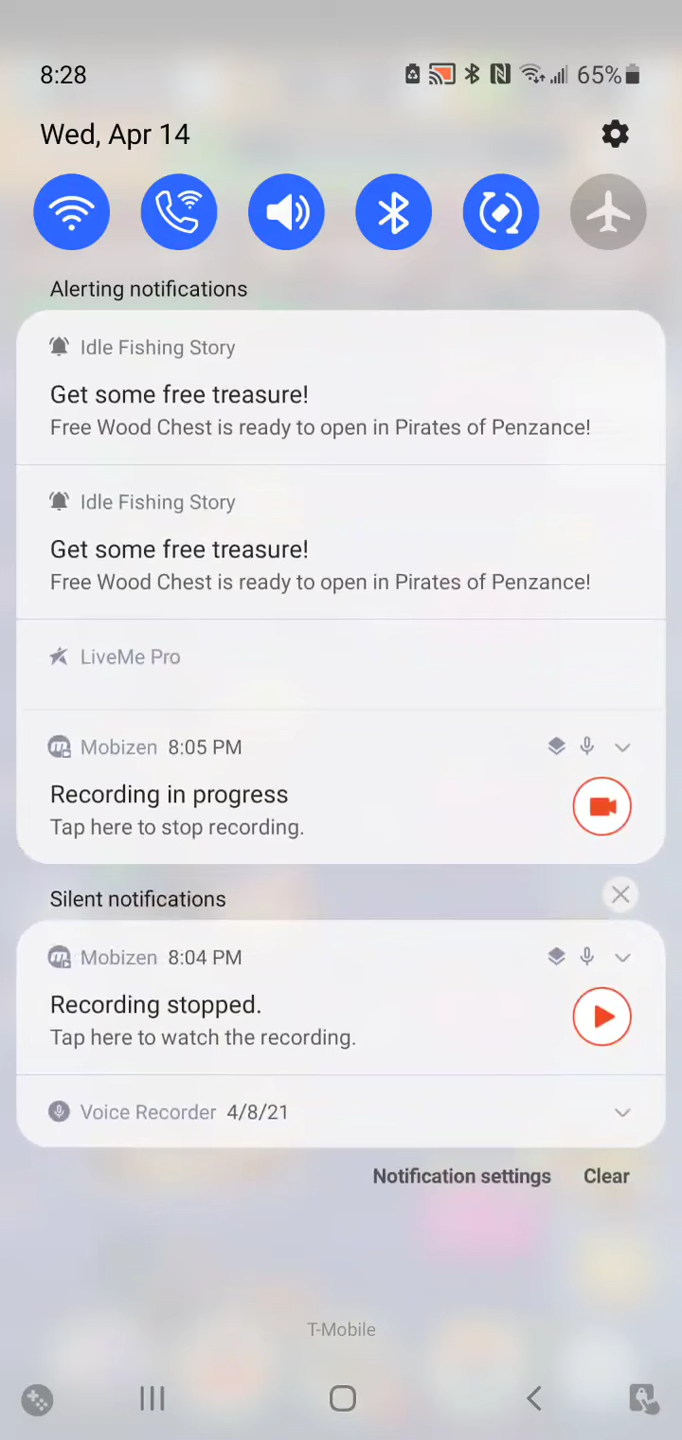 8:28
65%
Wed, Apr 14
Alerting notifications
Idle Fishing Story
Get some free treasure!
Free Wood Chest is ready to open in Pirates of Penzance!
Idle Fishing Story
Get some free treasure!
Free Wood Chest is ready to open in Pirates of Penzance!
LiveMe Pro
Mobizen 8:05 PM
Recording in progress
Tap here to stop recording.
Silent notifications
Mobizen 8:04 PM
Recording stopped.
Tap here to watch the recording.
Voice Recorder 4/8/21
Notification settings Clear
T-Mobile